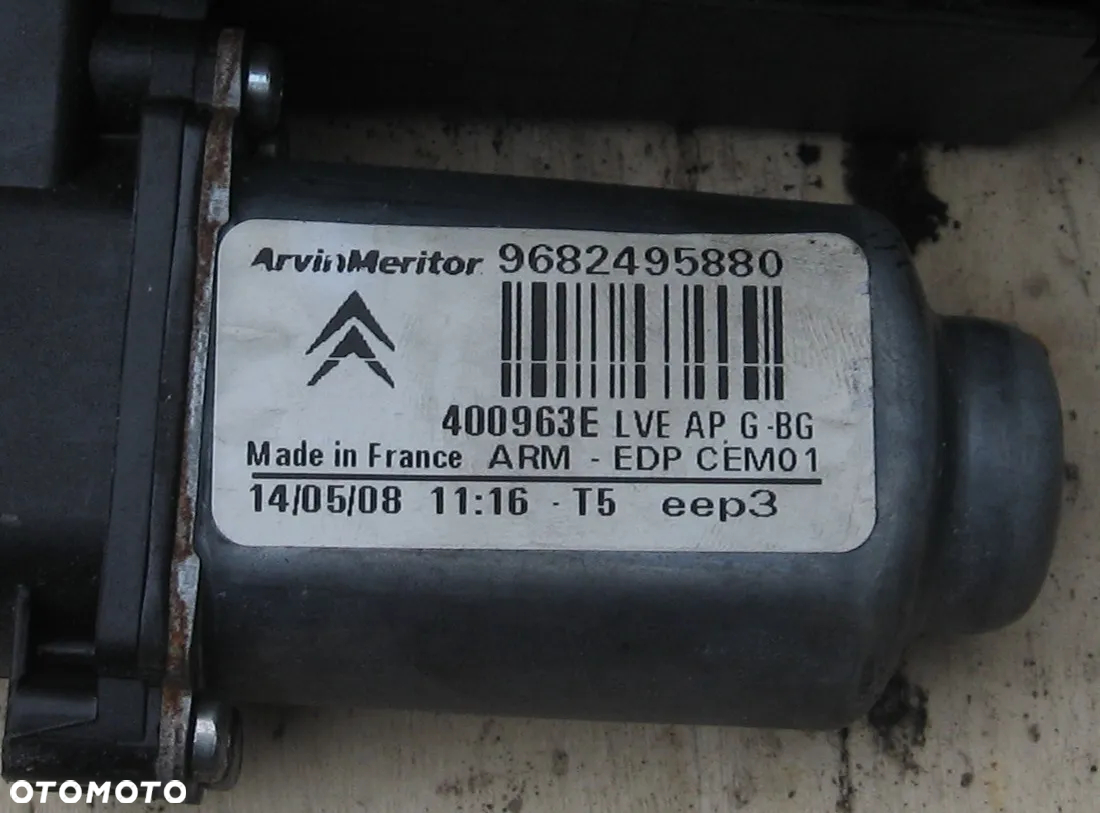 ArvinMeritor 9682495880
400963E LVE AP. G-BG
Made in France ARM - EDP CEM01
14/05/08 11:16 - T5 eep3
OTOMOTO